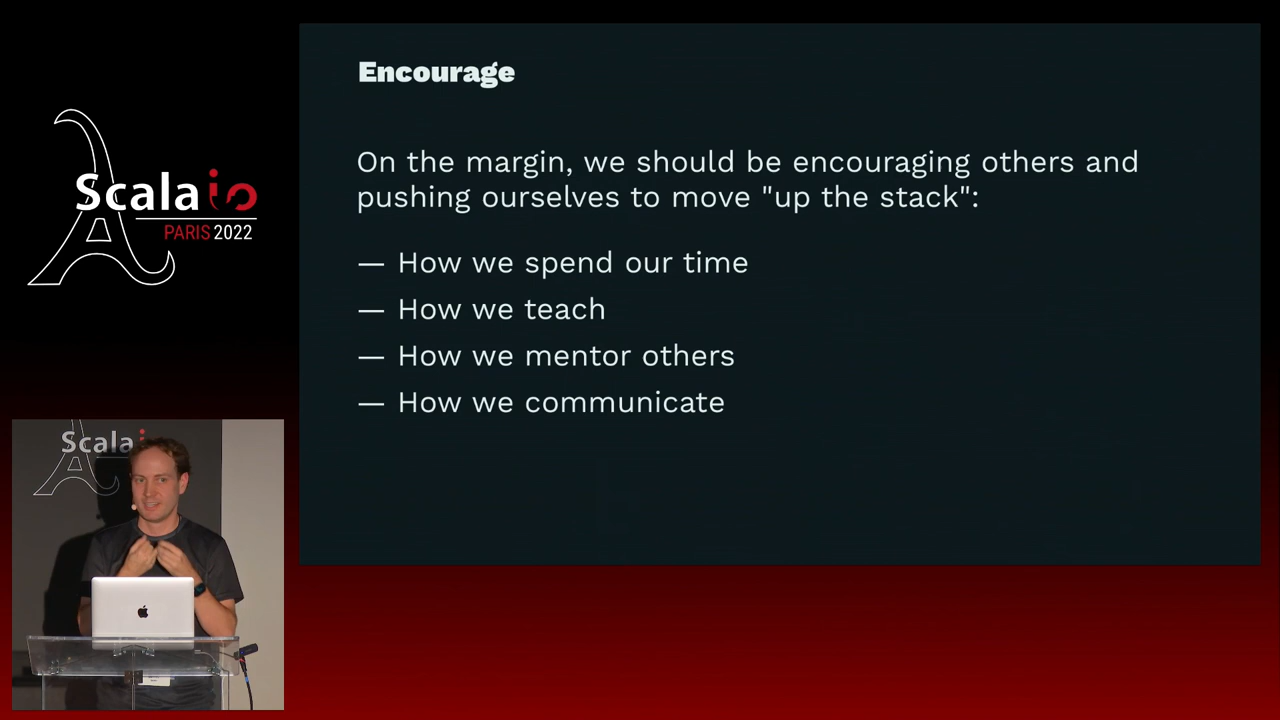 Encourage
On the margin, we should be encouraging others and
pushing ourselves to move "up the stack":
— How we spend our time
— How we teach
— How we mentor others
— How we communicate
Scala io
PARIS 2022
Scala i